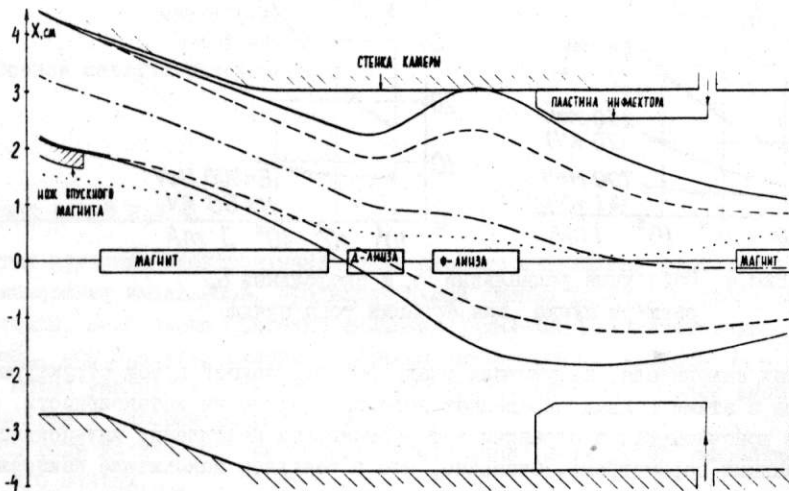 4
X,см
СТЕНКА КАМЕРЫ
3
ПЛАСТИНА ИНФЛЕКТОРА
2
НОЖ ВПУСКНОГО
МАГНИТА
1
0
МАГНИТ
Д-ЛИНЗА
Ф-ЛИНЗА
МАГНИТ
-1
-2
-3
-4